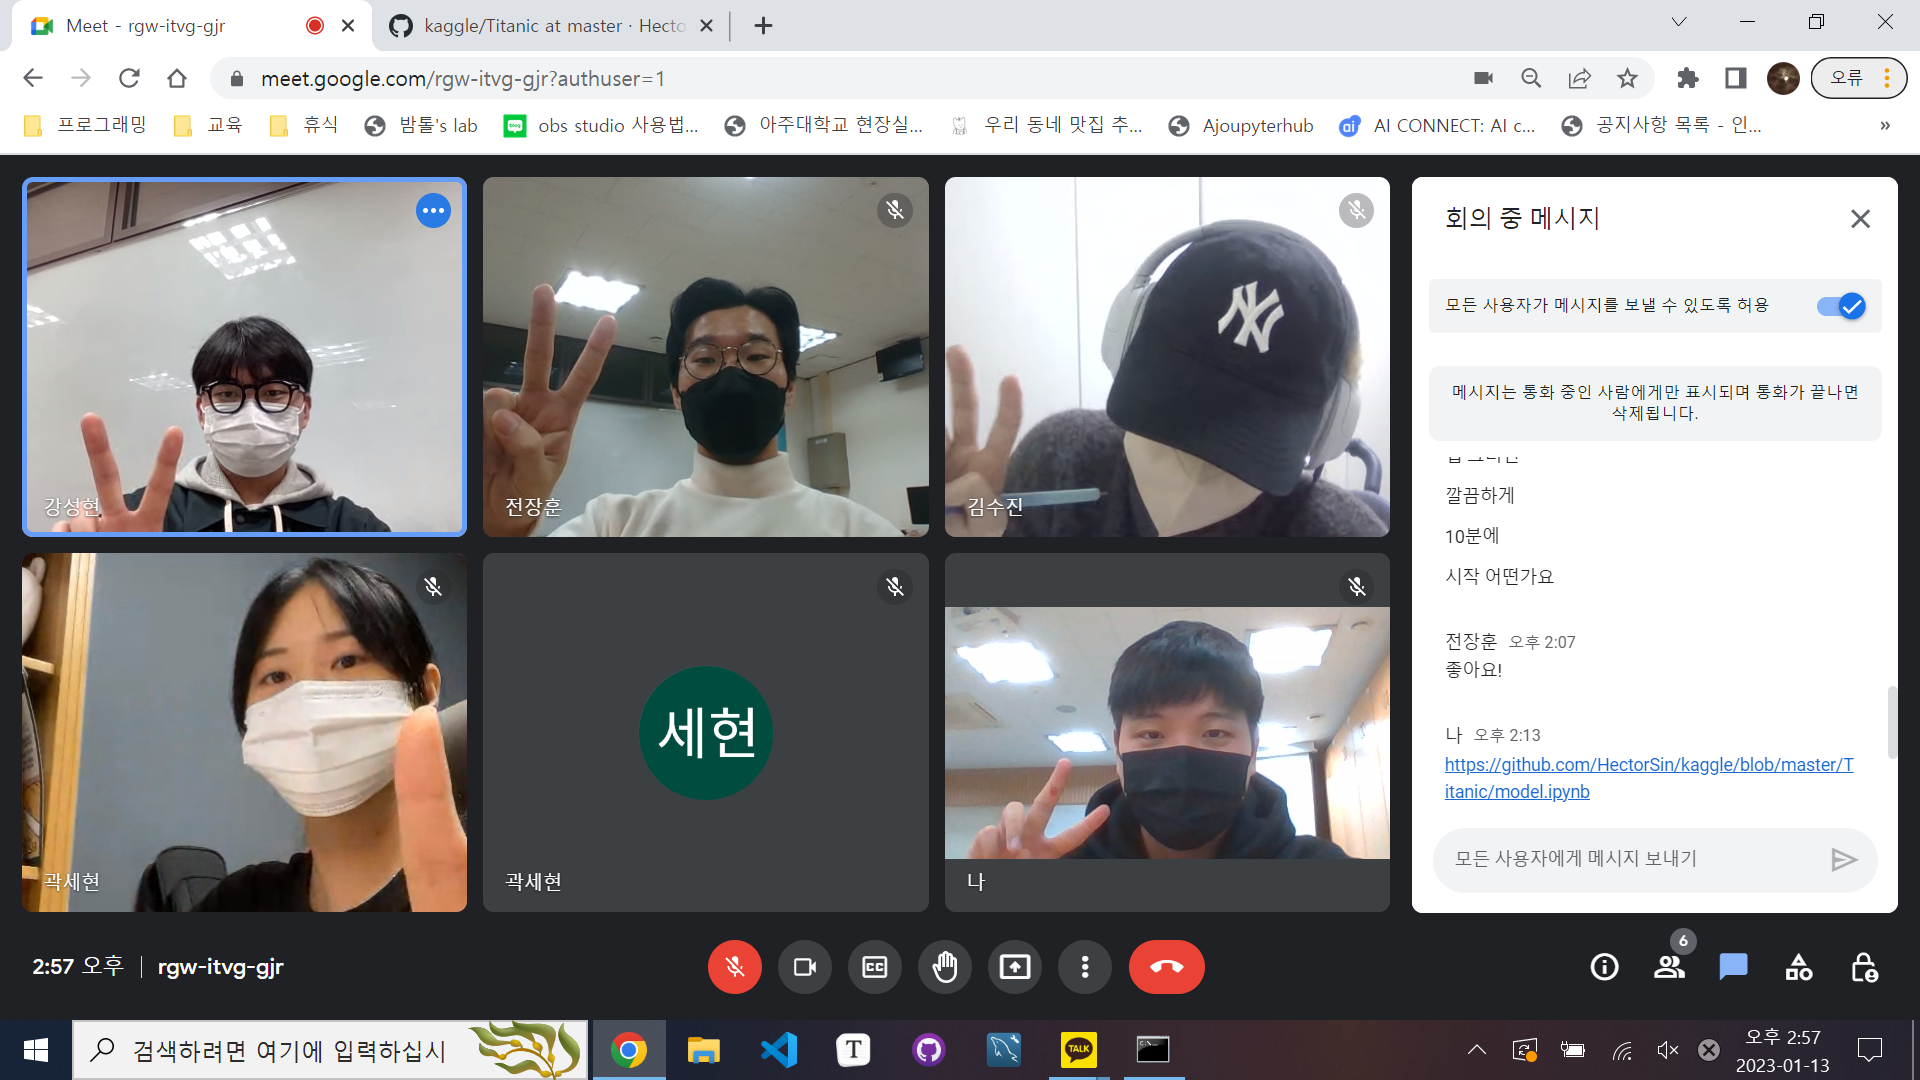 Meet - rgw-itvg-gjr
kaggle/Titanic at master · Hecto
meet.google.com/rgw-itvg-gjr?authuser=1
오류
프로그래밍
교육
휴식
밤톨's lab
obs studio 사용법...
아주대학교 현장실...
우리 동네 맛집 추...
Ajoupyterhub
AI CONNECT: AI c...
공지사항 목록 - 인...
»
강성현
전장훈
김수진
곽세현
세현
곽세현
나
회의 중 메시지
모든 사용자가 메시지를 보낼 수 있도록 허용
메시지는 통화 중인 사람에게만 표시되며 통화가 끝나면
삭제됩니다.
깔끔하게
10분에
시작 어떤가요
전장훈 오후 2:07
좋아요!
나 오후 2:13
https://github.com/HectorSin/kaggle/blob/master/T
itanic/model.ipynb
모든 사용자에게 메시지 보내기
2:57 오후 | rgw-itvg-gjr
CC
6
검색하려면 여기에 입력하십시
T
TALK
오후 2:57
2023-01-13